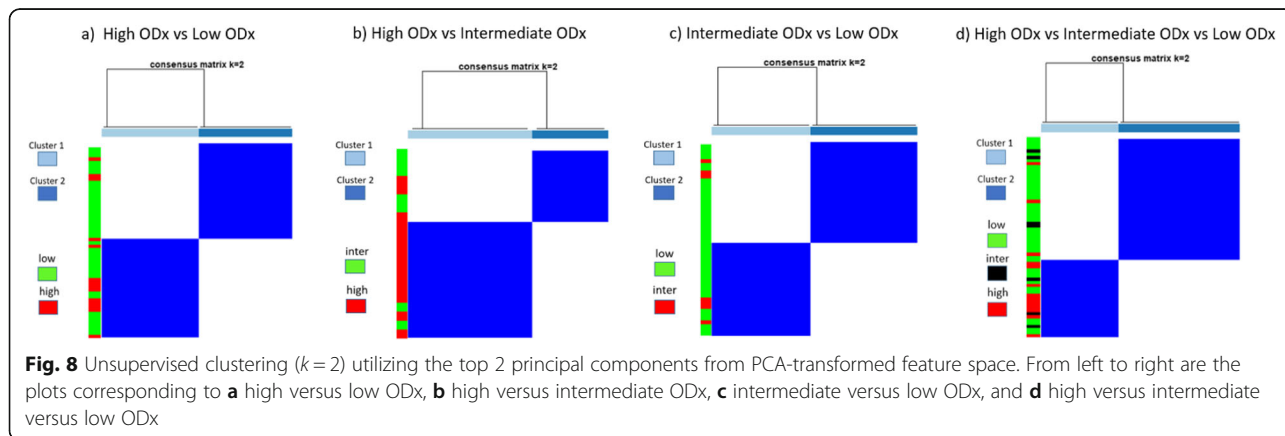 a) High ODx vs Low ODx
consensus matrix k=2
Cluster 1
Cluster 2
low
high
b) High ODx vs Intermediate ODx
consensus matrix k=2
Cluster 1
Cluster 2
inter
high
c) Intermediate ODx vs Low ODx
consensus matrix k=2
Cluster 1
Cluster 2
low
inter
d) High ODx vs Intermediate ODx vs Low ODx
consensus matrix k=2
Cluster 1
Cluster 2
low
inter
high
Fig. 8 Unsupervised clustering (k = 2) utilizing the top 2 principal components from PCA-transformed feature space. From left to right are the
plots corresponding to a high versus low ODx, b high versus intermediate ODx, c intermediate versus low ODx, and d high versus intermediate
versus low ODx